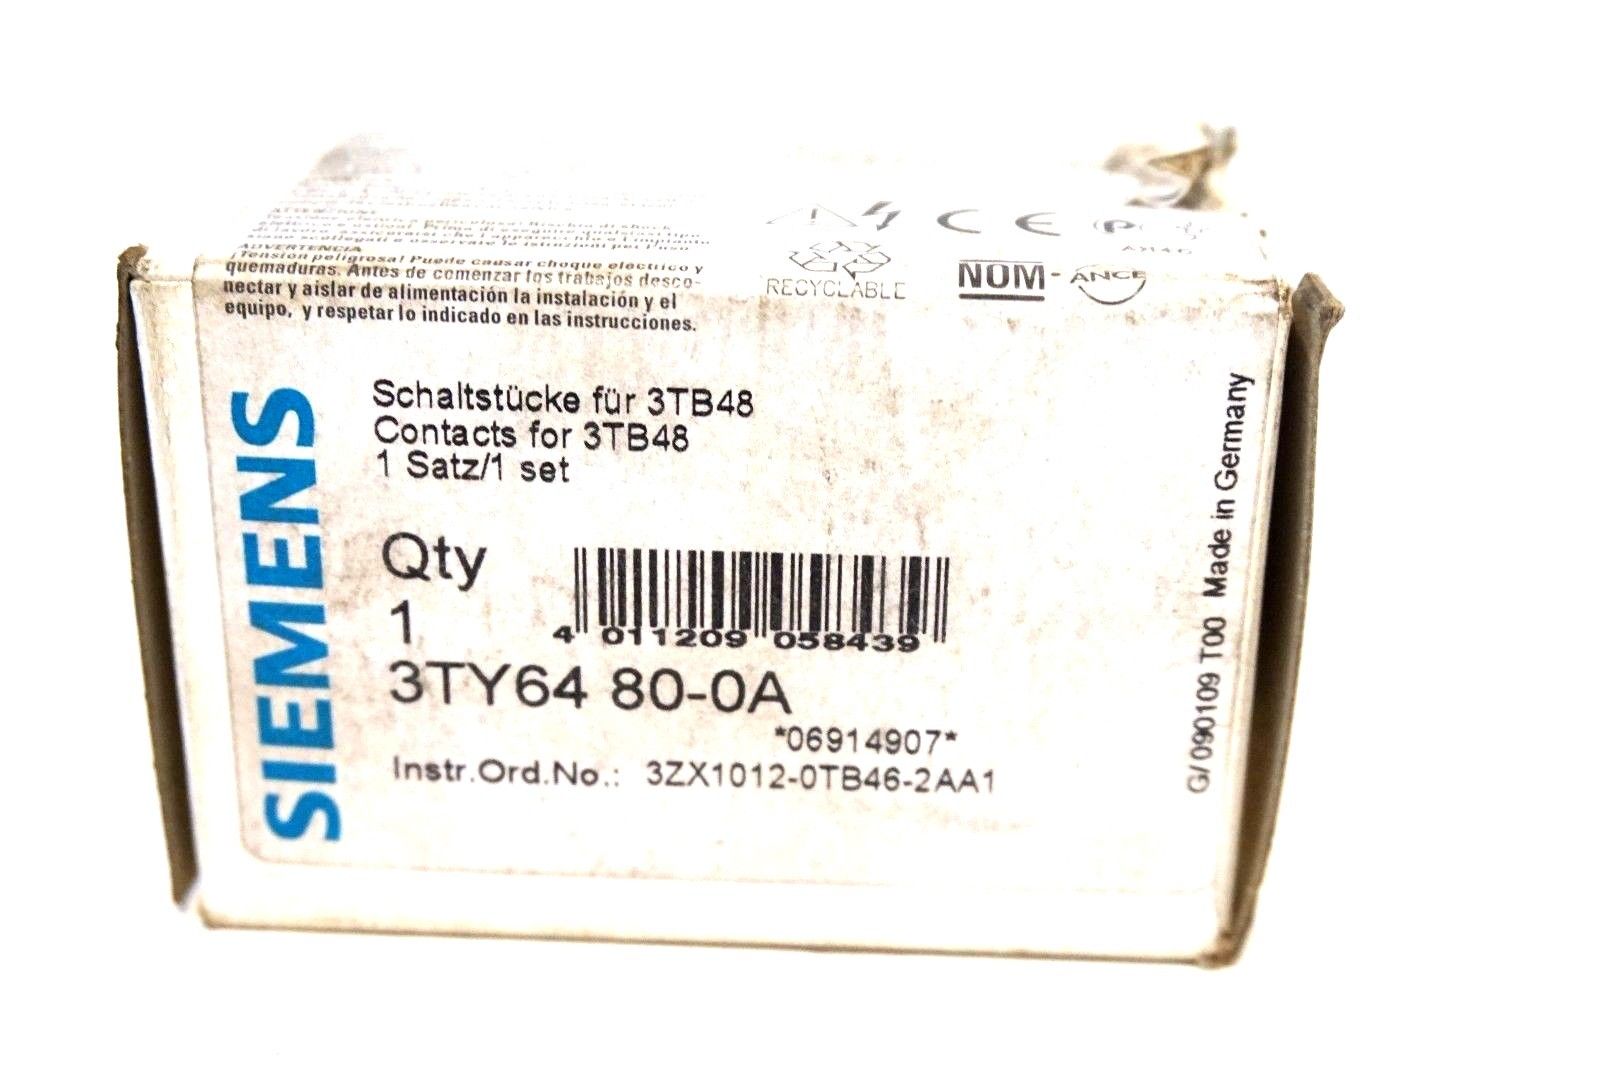 ADVERTENCIA
¡Tensión peligrosa! Puede causar choque eléctrico y
quemaduras. Antes de comenzar los trabajos desco-
nectar y aislar de alimentación la instalación y el
equipo, y respetar lo indicado en las instrucciones.
CE
RECYCLABLE
NOM-ANCE
SIEMENS
Schaltstücke für 3TB48
Contacts for 3TB48
1 Satz/1 set
Qty
1
4 011209 058439
3TY64 80-0A
*06914907*
Instr.Ord.No.: 3ZX1012-0TB46-2AA1
G/090109 T00 Made in Germany